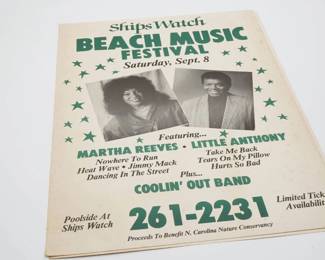 Ships Watch
BEACH MUSIC
FESTIVAL
Saturday, Sept. 8
Featuring...
MARTHA REEVES • LITTLE ANTHONY
Nowhere To Run
Heat Wave • Jimmy Mack
Dancing In The Street
Take Me Back
Tears On My Pillow
Hurts So Bad
Plus...
COOLIN' OUT BAND
Poolside At
Ships Watch
261-2231
Limited Tick
Availabilit
Proceeds To Benefit N. Carolina Nature Conservancy